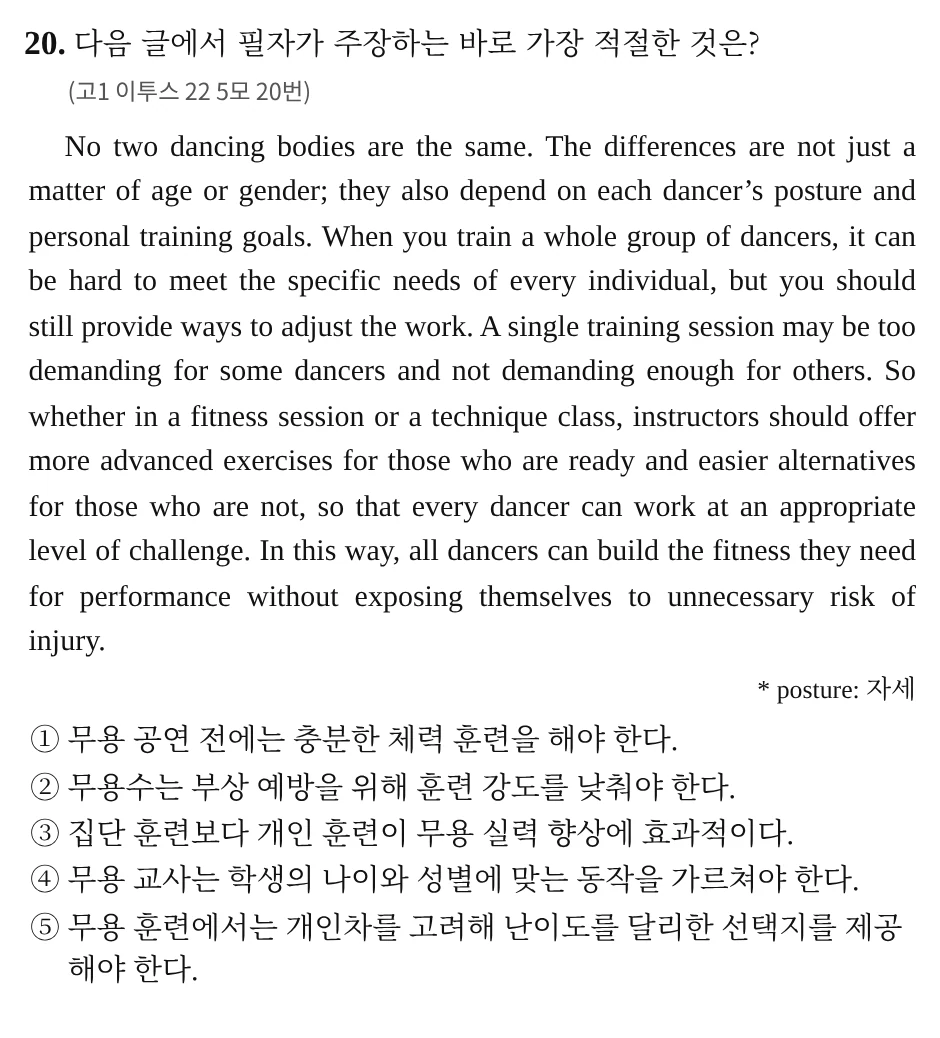 20. 다음 글에서 필자가 주장하는 바로 가장 적절한 것은?
(고1 이투스 22 5모 20번)
No two dancing bodies are the same. The differences are not just a
matter of age or gender; they also depend on each dancer’s posture and
personal training goals. When you train a whole group of dancers, it can
be hard to meet the specific needs of every individual, but you should
still provide ways to adjust the work. A single training session may be too
demanding for some dancers and not demanding enough for others. So
whether in a fitness session or a technique class, instructors should offer
more advanced exercises for those who are ready and easier alternatives
for those who are not, so that every dancer can work at an appropriate
level of challenge. In this way, all dancers can build the fitness they need
for performance without exposing themselves to unnecessary risk of
injury.
* posture: 자세
① 무용 공연 전에는 충분한 체력 훈련을 해야 한다.
② 무용수는 부상 예방을 위해 훈련 강도를 낮춰야 한다.
③ 집단 훈련보다 개인 훈련이 무용 실력 향상에 효과적이다.
④ 무용 교사는 학생의 나이와 성별에 맞는 동작을 가르쳐야 한다.
⑤ 무용 훈련에서는 개인차를 고려해 난이도를 달리한 선택지를 제공
해야 한다.